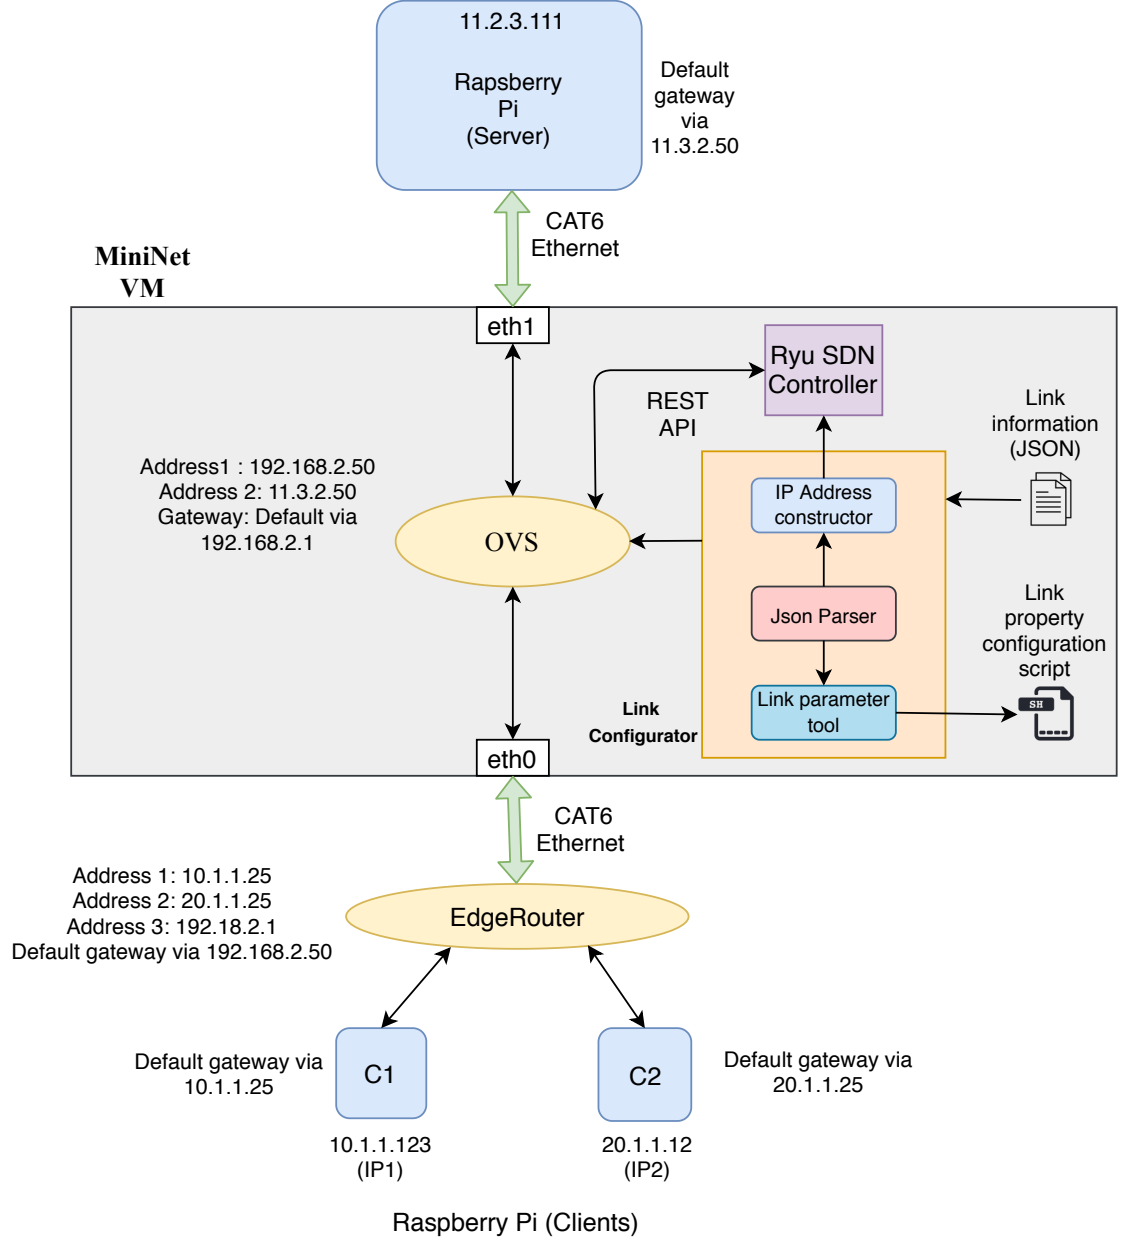 11.2.3.111
Rapsberry
Pi
(Server)
Default
gateway
via
11.3.2.50
CAT6
Ethernet
MiniNet
VM
eth1
Ryu SDN
Controller
REST
API
Link
information
(JSON)
Address1 : 192.168.2.50
Address 2: 11.3.2.50
Gateway: Default via
192.168.2.1
IP Address
constructor
OVS
Json Parser
Link
property
configuration
script
Link parameter
tool
SH
Link
Configurator
eth0
CAT6
Ethernet
Address 1: 10.1.1.25
Address 2: 20.1.1.25
Address 3: 192.18.2.1
Default gateway via 192.168.2.50
EdgeRouter
Default gateway via
10.1.1.25
C1
C2
Default gateway via
20.1.1.25
10.1.1.123
(IP1)
20.1.1.12
(IP2)
Raspberry Pi (Clients)